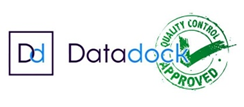 Dd Datadock
QUALITY CONTROL
APPROVED